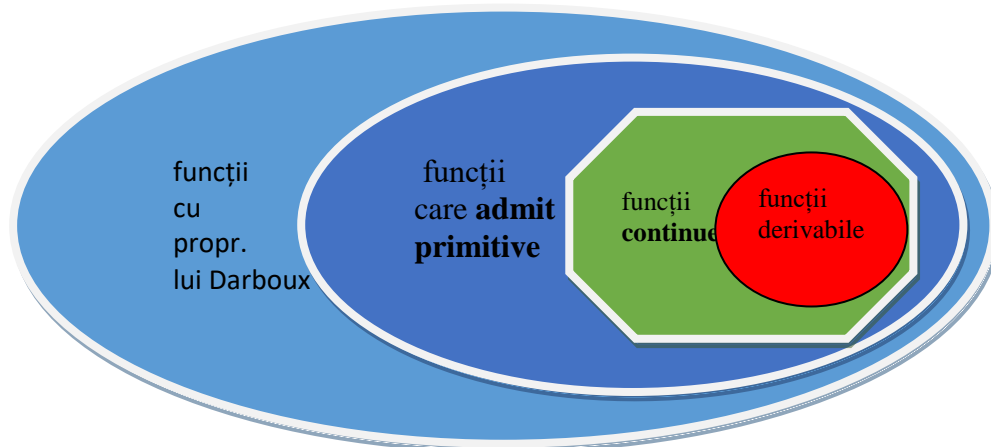 funcții
cu
propr.
lui Darboux
funcții
care admit
primitive
funcții
continue
funcții
derivabile